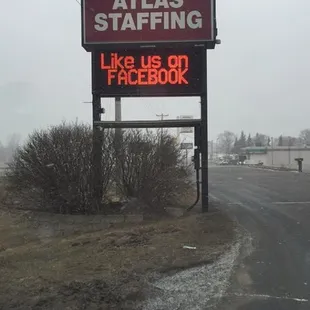 ATLAS
STAFFING
Like us on
FACEBOOK